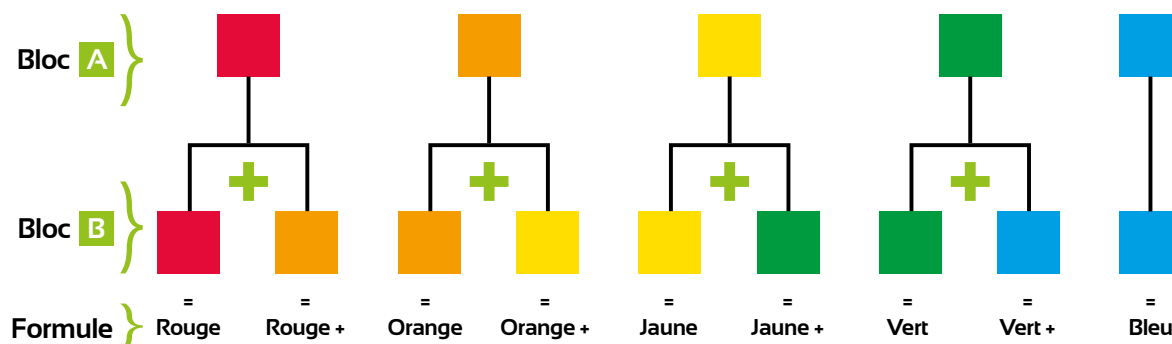 Bloc A
Bloc B
= = = = = = = = =
Formule Rouge Rouge + Orange Orange + Jaune Jaune + Vert Vert + Bleu